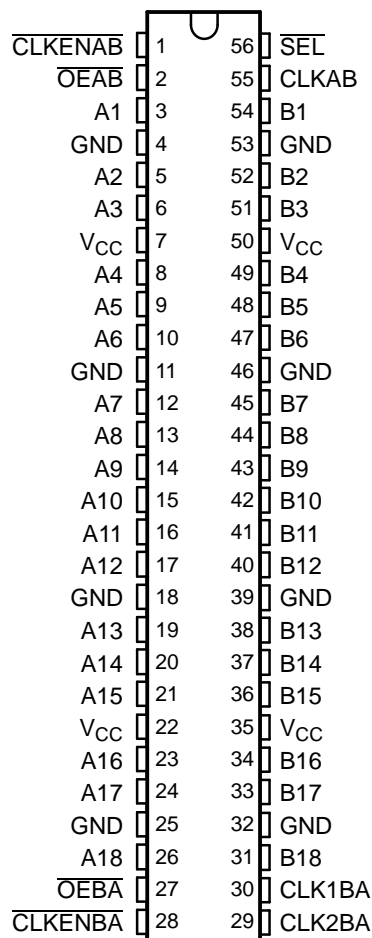 CLKENAB 1 56 SEL
OEAB 2 55 CLKAB
A1 3 54 B1
GND 4 53 GND
A2 5 52 B2
A3 6 51 B3
VCC 7 50 VCC
A4 8 49 B4
A5 9 48 B5
A6 10 47 B6
GND 11 46 GND
A7 12 45 B7
A8 13 44 B8
A9 14 43 B9
A10 15 42 B10
A11 16 41 B11
A12 17 40 B12
GND 18 39 GND
A13 19 38 B13
A14 20 37 B14
A15 21 36 B15
VCC 22 35 VCC
A16 23 34 B16
A17 24 33 B17
GND 25 32 GND
A18 26 31 B18
OEBA 27 30 CLK1BA
CLKENBA 28 29 CLK2BA